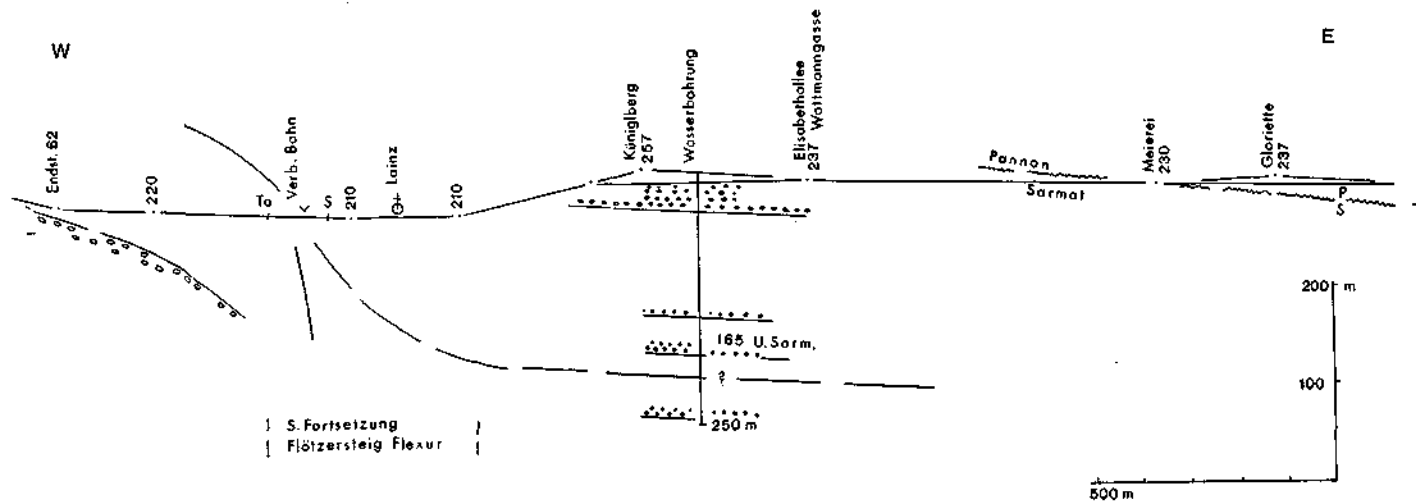 W
E
Endst. 62
220
To
Verb. Bahn
S
210
Lainz
210
Küniglberg
257
Wasserbohrung
Elisabethallee
Wattmanngasse
237
Pannon
Sarmat
Meierei
230
Gloriette
237
P
S
165 U. Sarm.
?
250 m
S. Fortsetzung
Flötzersteig Flexur
200 m
100
500 m